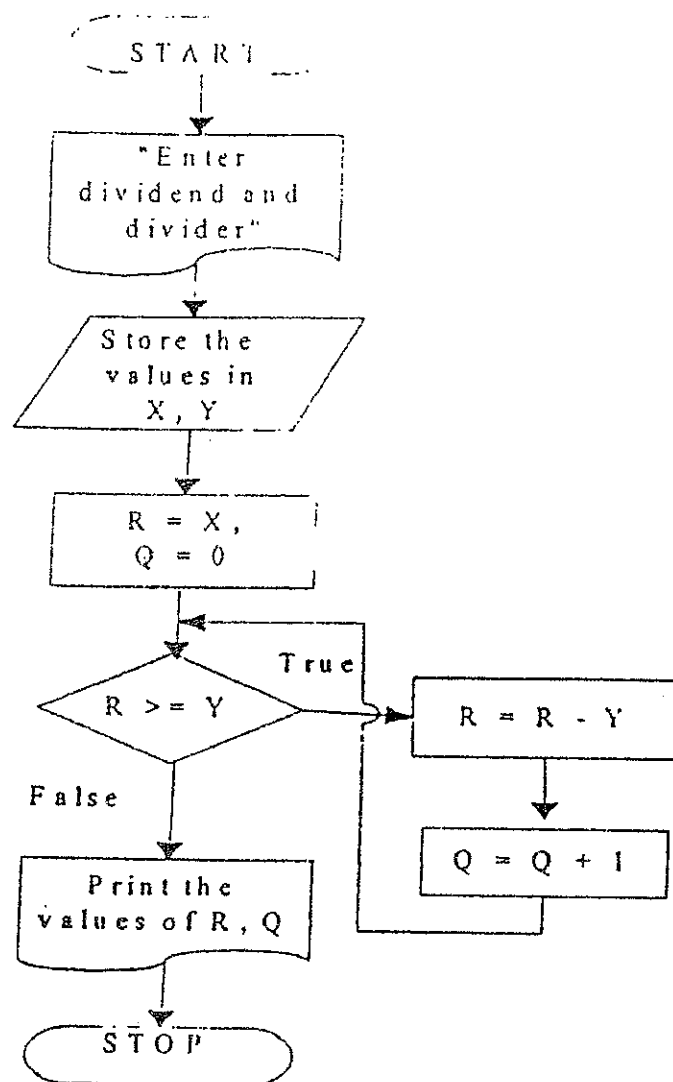 START
"Enter
dividend and
divider"
Store the
values in
X, Y
R = X,
Q = 0
True
R >= Y
R = R - Y
False
Q = Q + 1
Print the
values of R, Q
STOP